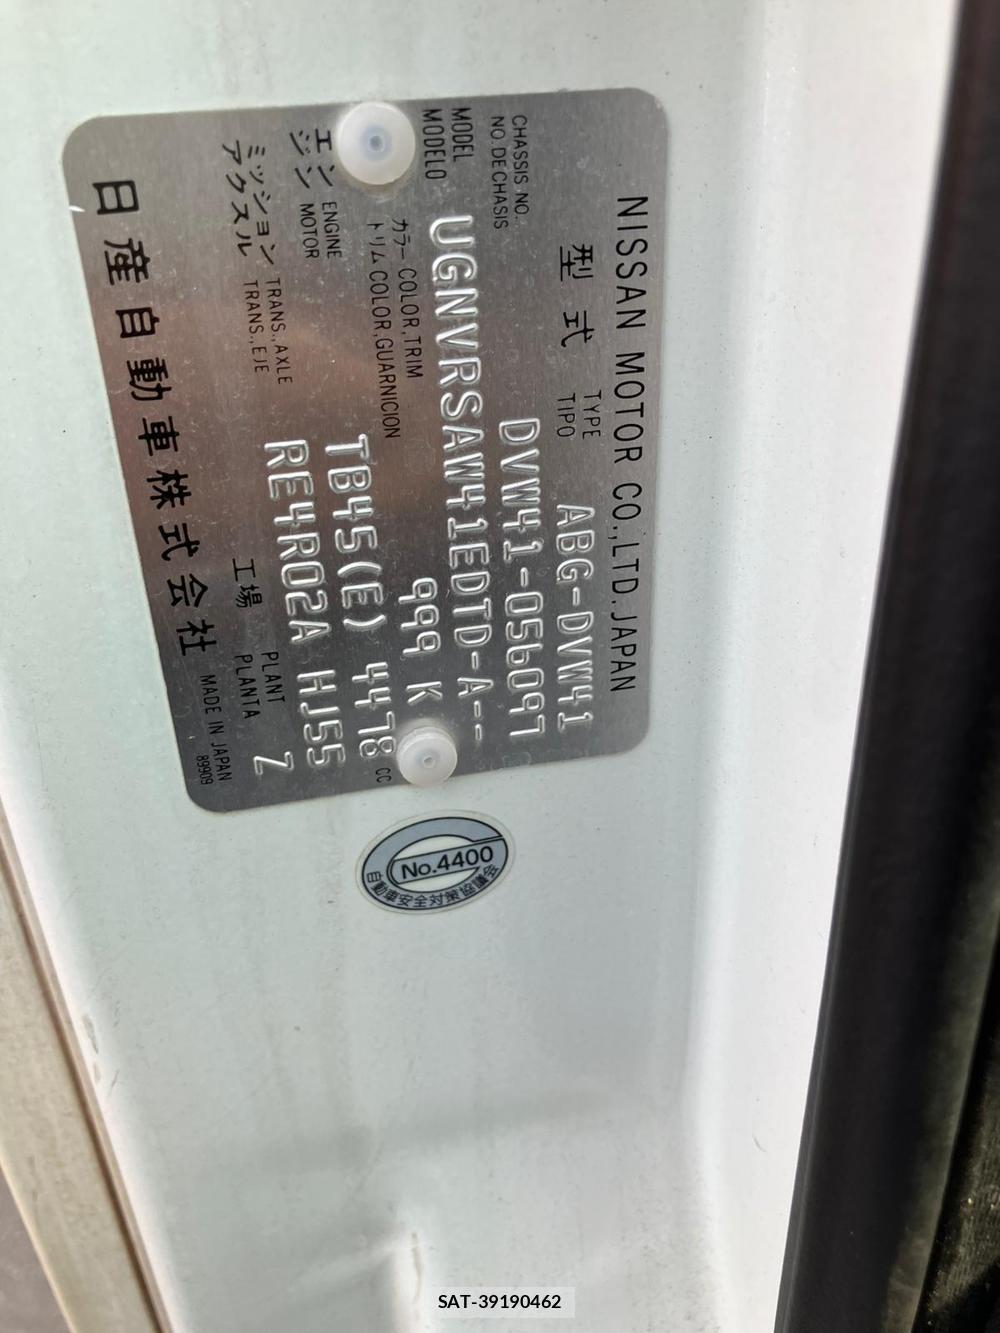 NISSAN MOTOR CO.,LTD.JAPAN
型式 TYPE TIPO ABG-DVW41
CHASSIS NO.
NO.DE CHASIS
DVW41-056097
MODEL
MODELO
UGNVRSAW41EDTD-A--
カラー COLOR,TRIM
トリム COLOR,GUARNICION
999 K
エンジン ENGINE
MOTOR
TB45(E) 4478 CC
ミッション TRANS.,AXLE
アクスル TRANS.,EJE
RE4R02A HJ55
工場 PLANT
PLANTA
Z
日産自動車株式会社 MADE IN JAPAN
89909
No.4400
自動車安全対策協議会
SAT-39190462